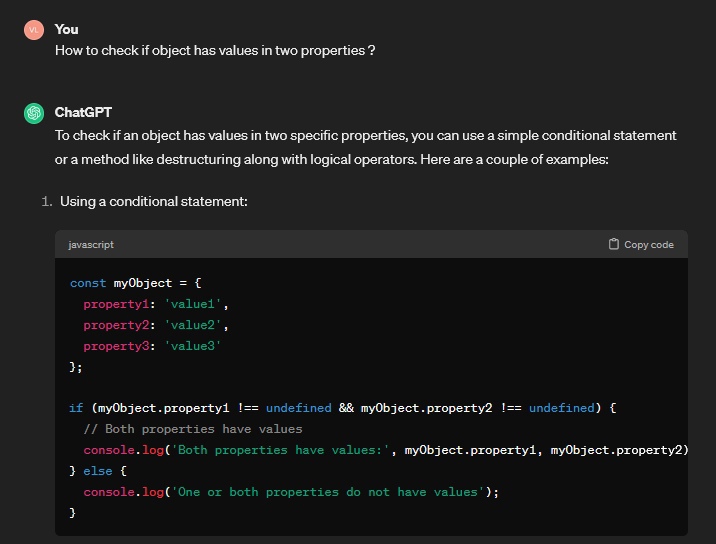 VL
You
How to check if object has values in two properties ?
ChatGPT
To check if an object has values in two specific properties, you can use a simple conditional statement
or a method like destructuring along with logical operators. Here are a couple of examples:
1. Using a conditional statement:
javascript
Copy code
const myObject = {
  property1: 'value1',
  property2: 'value2',
  property3: 'value3'
};
if (myObject.property1 !== undefined && myObject.property2 !== undefined) {
  // Both properties have values
  console.log('Both properties have values:', myObject.property1, myObject.property2)
} else {
  console.log('One or both properties do not have values');
}